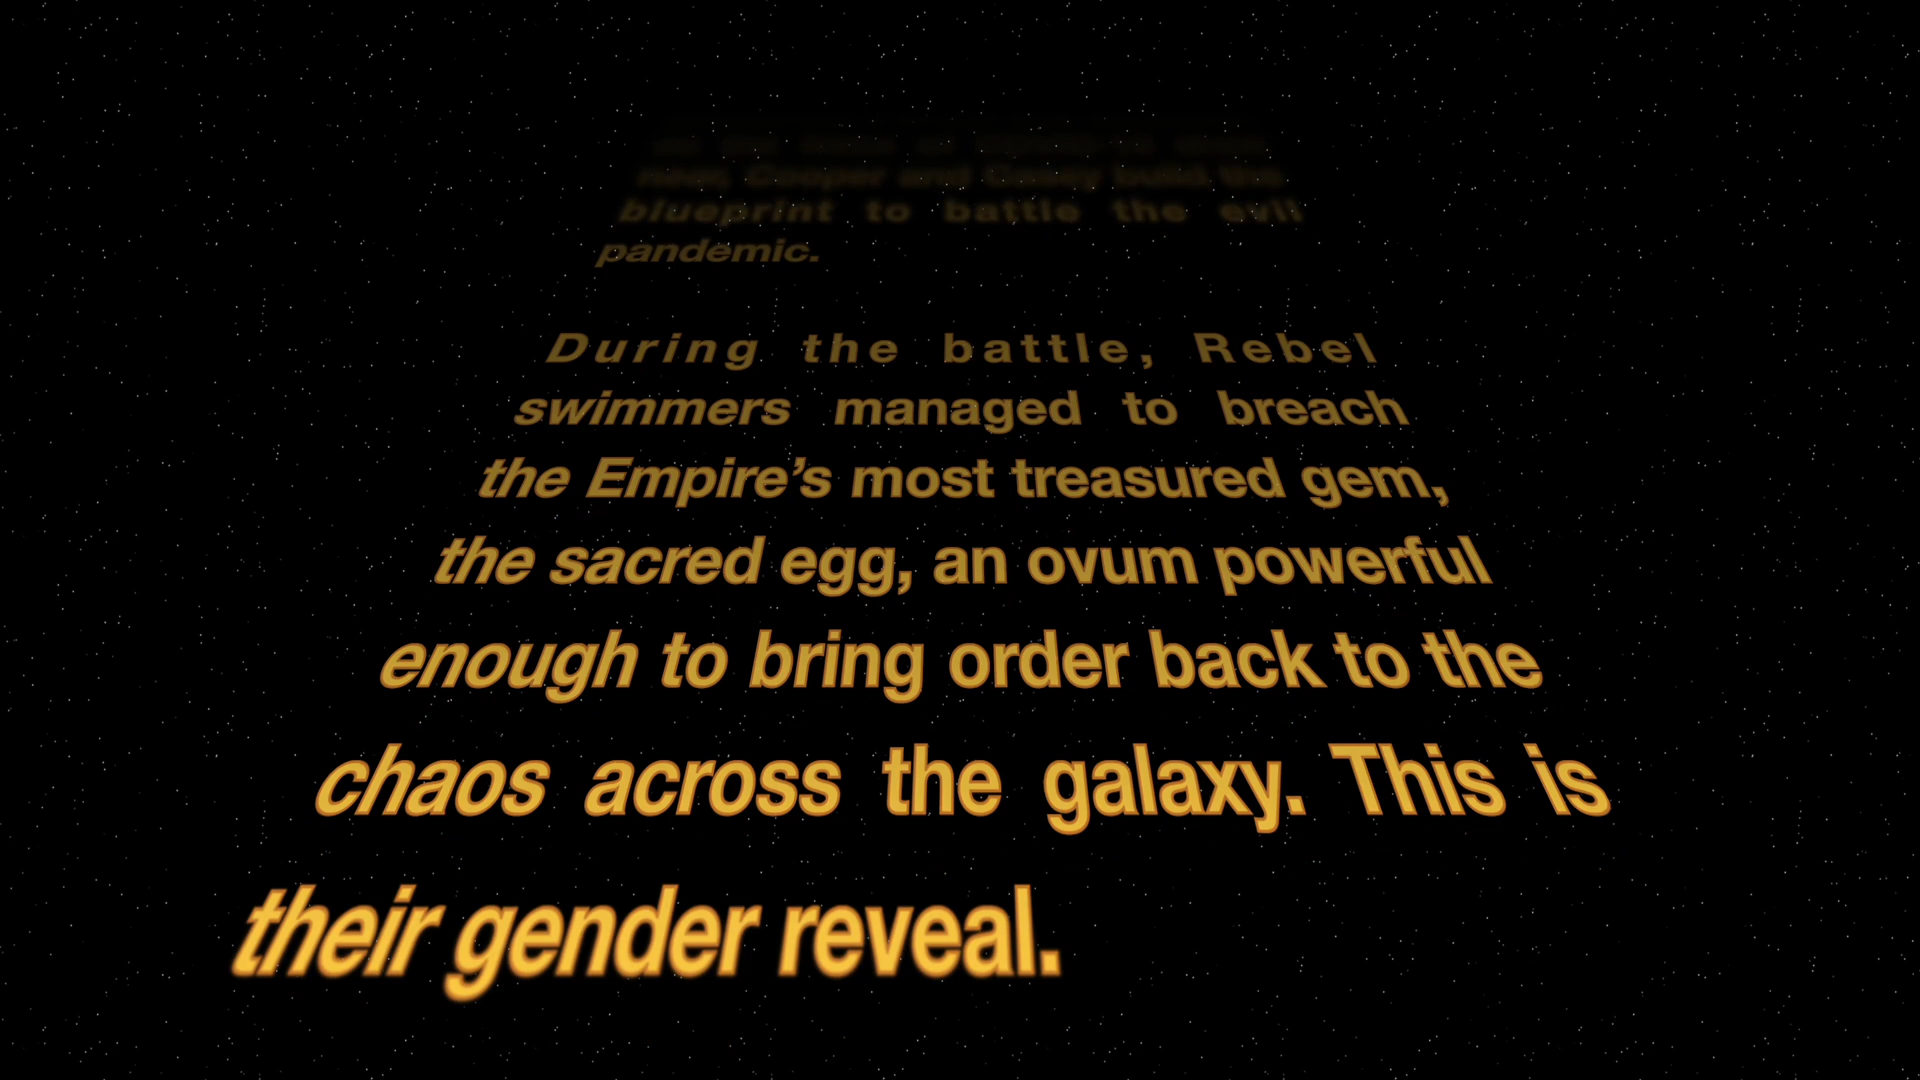 near, Cooper and build the
blueprint to battle the evil
pandemic.
During the battle, Rebel
swimmers managed to breach
the Empire’s most treasured gem,
the sacred egg, an ovum powerful
enough to bring order back to the
chaos across the galaxy. This is
their gender reveal.